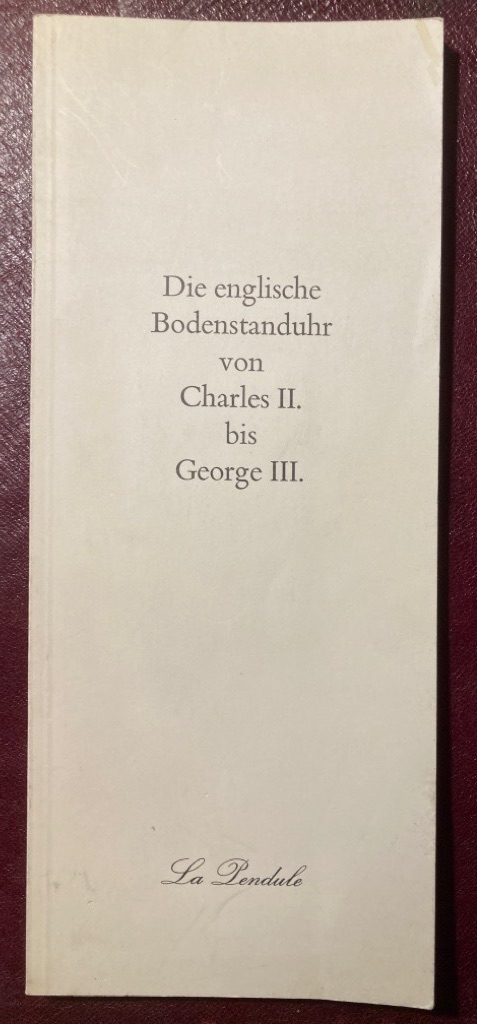 Die englische
Bodenstanduhr
von
Charles II.
bis
George III.
La Pendule